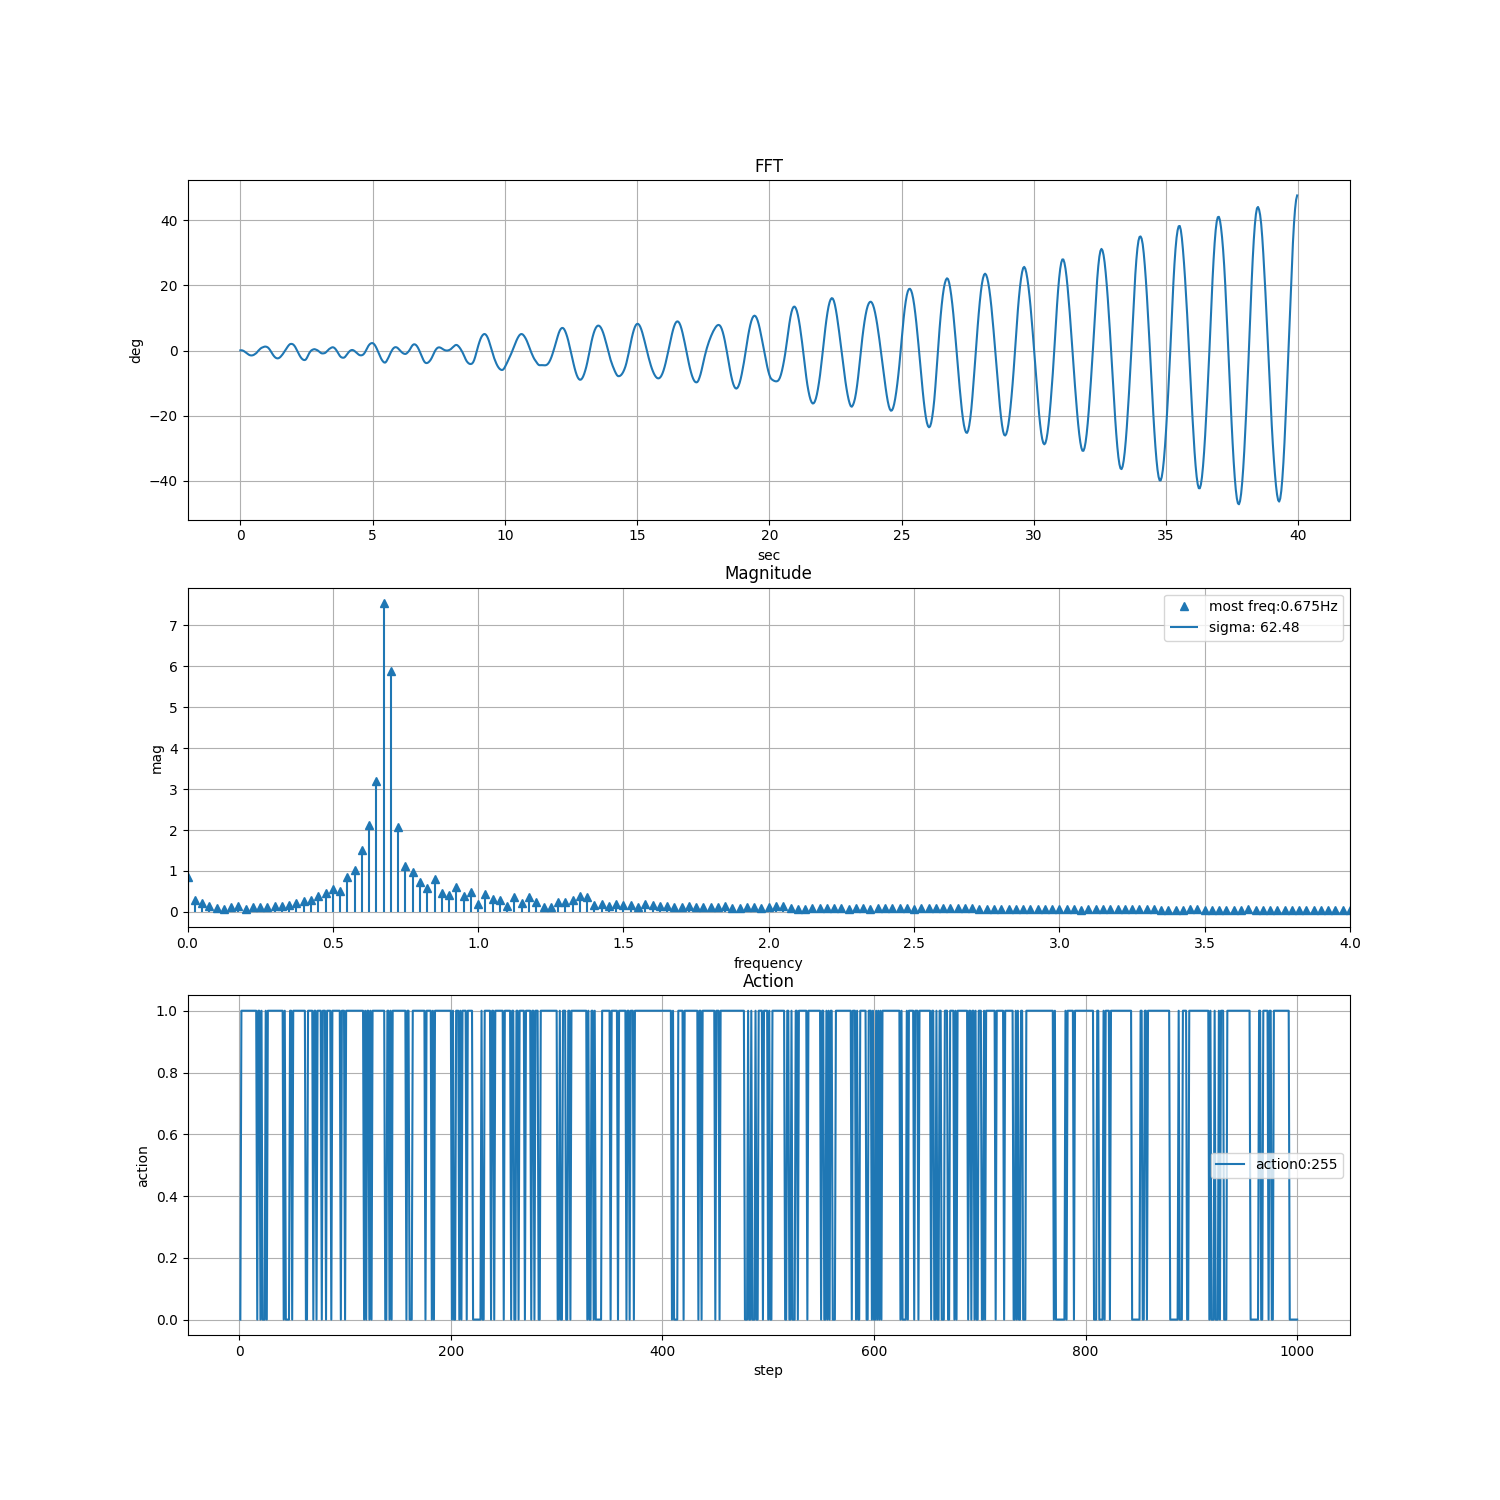 FFT
40
20
0
−20
−40
deg
0 5 10 15 20 25 30 35 40
sec
Magnitude
7
6
5
4
3
2
1
0
mag
most freq:0.675Hz
sigma: 62.48
0.0 0.5 1.0 1.5 2.0 2.5 3.0 3.5 4.0
frequency
Action
1.0
0.8
0.6
0.4
0.2
0.0
action
action0:255
0 200 400 600 800 1000
step